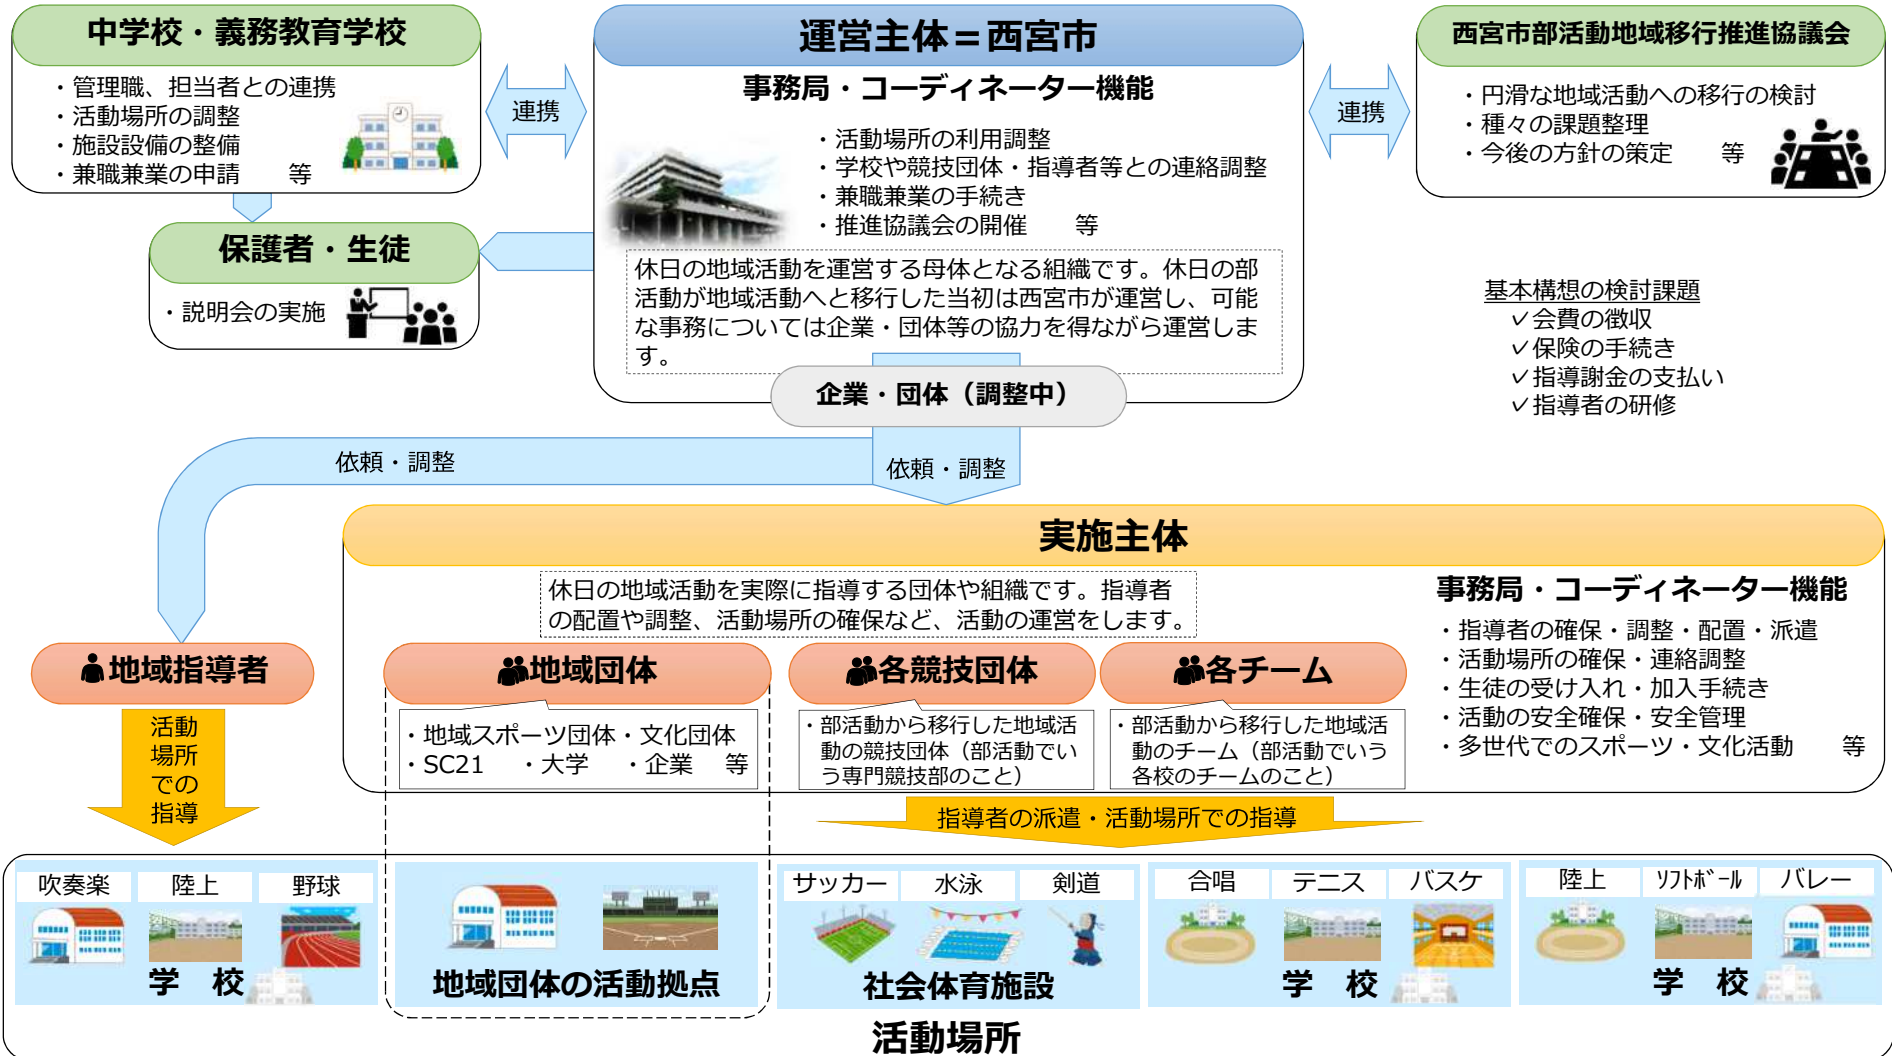 中学校・義務教育学校
・管理職、担当者との連携
・活動場所の調整
・施設設備の整備
・兼職兼業の申請　等
連携
運営主体＝西宮市
事務局・コーディネーター機能
・活動場所の利用調整
・学校や競技団体・指導者等との連絡調整
・兼職兼業の手続き
・推進協議会の開催　等
休日の地域活動を運営する母体となる組織です。休日の部
活動が地域活動へと移行した当初は西宮市が運営し、可能
な事務については企業・団体等の協力を得ながら運営しま
す。
企業・団体（調整中）
連携
西宮市部活動地域移行推進協議会
・円滑な地域活動への移行の検討
・種々の課題整理
・今後の方針の策定　等
保護者・生徒
・説明会の実施
基本構想の検討課題
✓会費の徴収
✓保険の手続き
✓指導謝金の支払い
✓指導者の研修
依頼・調整
依頼・調整
実施主体
休日の地域活動を実際に指導する団体や組織です。指導者
の配置や調整、活動場所の確保など、活動の運営をします。
事務局・コーディネーター機能
・指導者の確保・調整・配置・派遣
・活動場所の確保・連絡調整
・生徒の受け入れ・加入手続き
・活動の安全確保・安全管理
・多世代でのスポーツ・文化活動　等
地域指導者
地域団体
・地域スポーツ団体・文化団体
・SC21　・大学　・企業　等
各競技団体
・部活動から移行した地域活
動の競技団体（部活動でい
う専門競技部のこと）
各チーム
・部活動から移行した地域活
動のチーム（部活動でいう
各校のチームのこと）
活動
場所
での
指導
指導者の派遣・活動場所での指導
吹奏楽　陸上　野球
学　校
地域団体の活動拠点
サッカー　水泳　剣道
社会体育施設
合唱　テニス　バスケ
学　校
陸上　ｿﾌﾄﾎﾞｰﾙ　バレー
学　校
活動場所